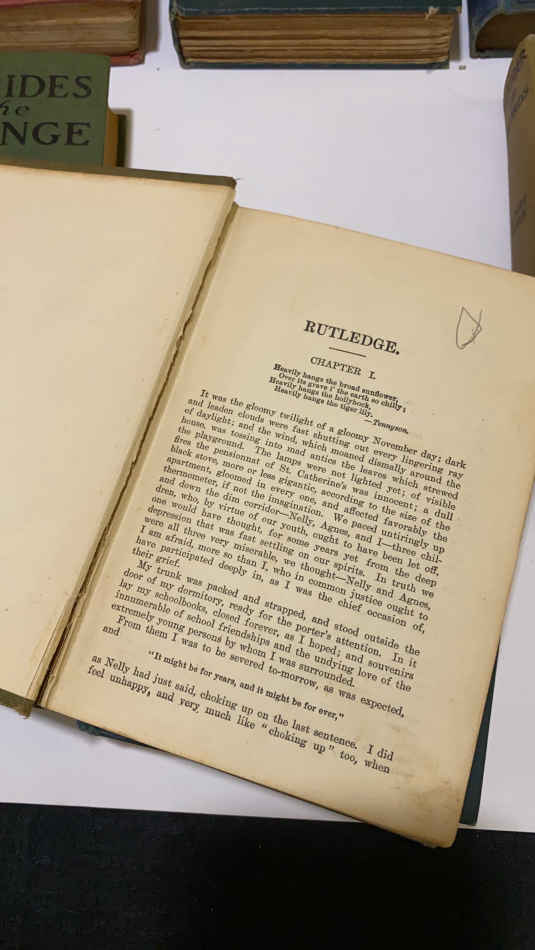 IDES
the
NGE
RUTLEDGE.
CHAPTER I.
Heavily hangs the broad sunflower,
Over its grave i' the earth so chilly;
Heavily hangs the hollyhock,
Heavily hangs the tiger lily.
—Tennyson.
It was the gloomy twilight of a gloomy November day; dark
and leaden clouds were fast shutting out every lingering ray
of daylight; and the wind, which moaned dismally around the
house, was tossing into mad antics the leaves which strewed
the playground. The lamps were not lighted yet; of visible
fires the pensionnat of St. Catherine's was innocent; a dull
black stove, more or less gigantic, according to the size of the
apartment, gloomed in every one, and affected favorably the
thermometer, if not the imagination. We paced untiringly up
and down the dim corridor—Nelly, Agnes, and I—three chil-
dren, who, by virtue of our youth, ought to have been let off,
one would have thought, for some years yet from the deep
depression that was fast settling on our spirits. In truth we
were all three very miserable, we thought—Nelly and Agnes,
I am afraid, more so than I, who in common justice ought to
have participated deeply in, as I was the chief occasion of,
their grief.
My trunk was packed and strapped, and stood outside the
door of my dormitory, ready for the porter's attention. In it
lay my schoolbooks, closed forever, as I hoped; and souvenirs
innumerable of school friendships and the undying love of the
extremely young persons by whom I was surrounded.
From them I was to be severed to-morrow, as was expected,
and
"It might be for years, and it might be for ever,"
as Nelly had just said, choking up on the last sentence. I did
feel unhappy, and very much like "choking up" too, when